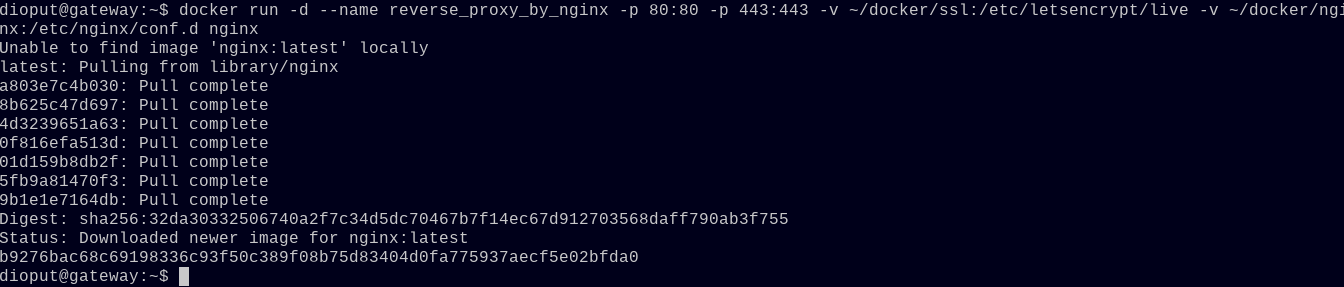 dioput@gateway:~$ docker run -d --name reverse_proxy_by_nginx -p 80:80 -p 443:443 -v ~/docker/ssl:/etc/letsencrypt/live -v ~/docker/ngi
nx:/etc/nginx/conf.d nginx
Unable to find image 'nginx:latest' locally
latest: Pulling from library/nginx
a803e7c4b030: Pull complete
8b625c47d697: Pull complete
4d3239651a63: Pull complete
0f816efa513d: Pull complete
01d159b8db2f: Pull complete
5fb9a81470f3: Pull complete
9b1e1e7164db: Pull complete
Digest: sha256:32da30332506740a2f7c34d5dc70467b7f14ec67d912703568daff790ab3f755
Status: Downloaded newer image for nginx:latest
b9276bac68c69198336c93f50c389f08b75d83404d0fa775937aecf5e02bfda0
dioput@gateway:~$